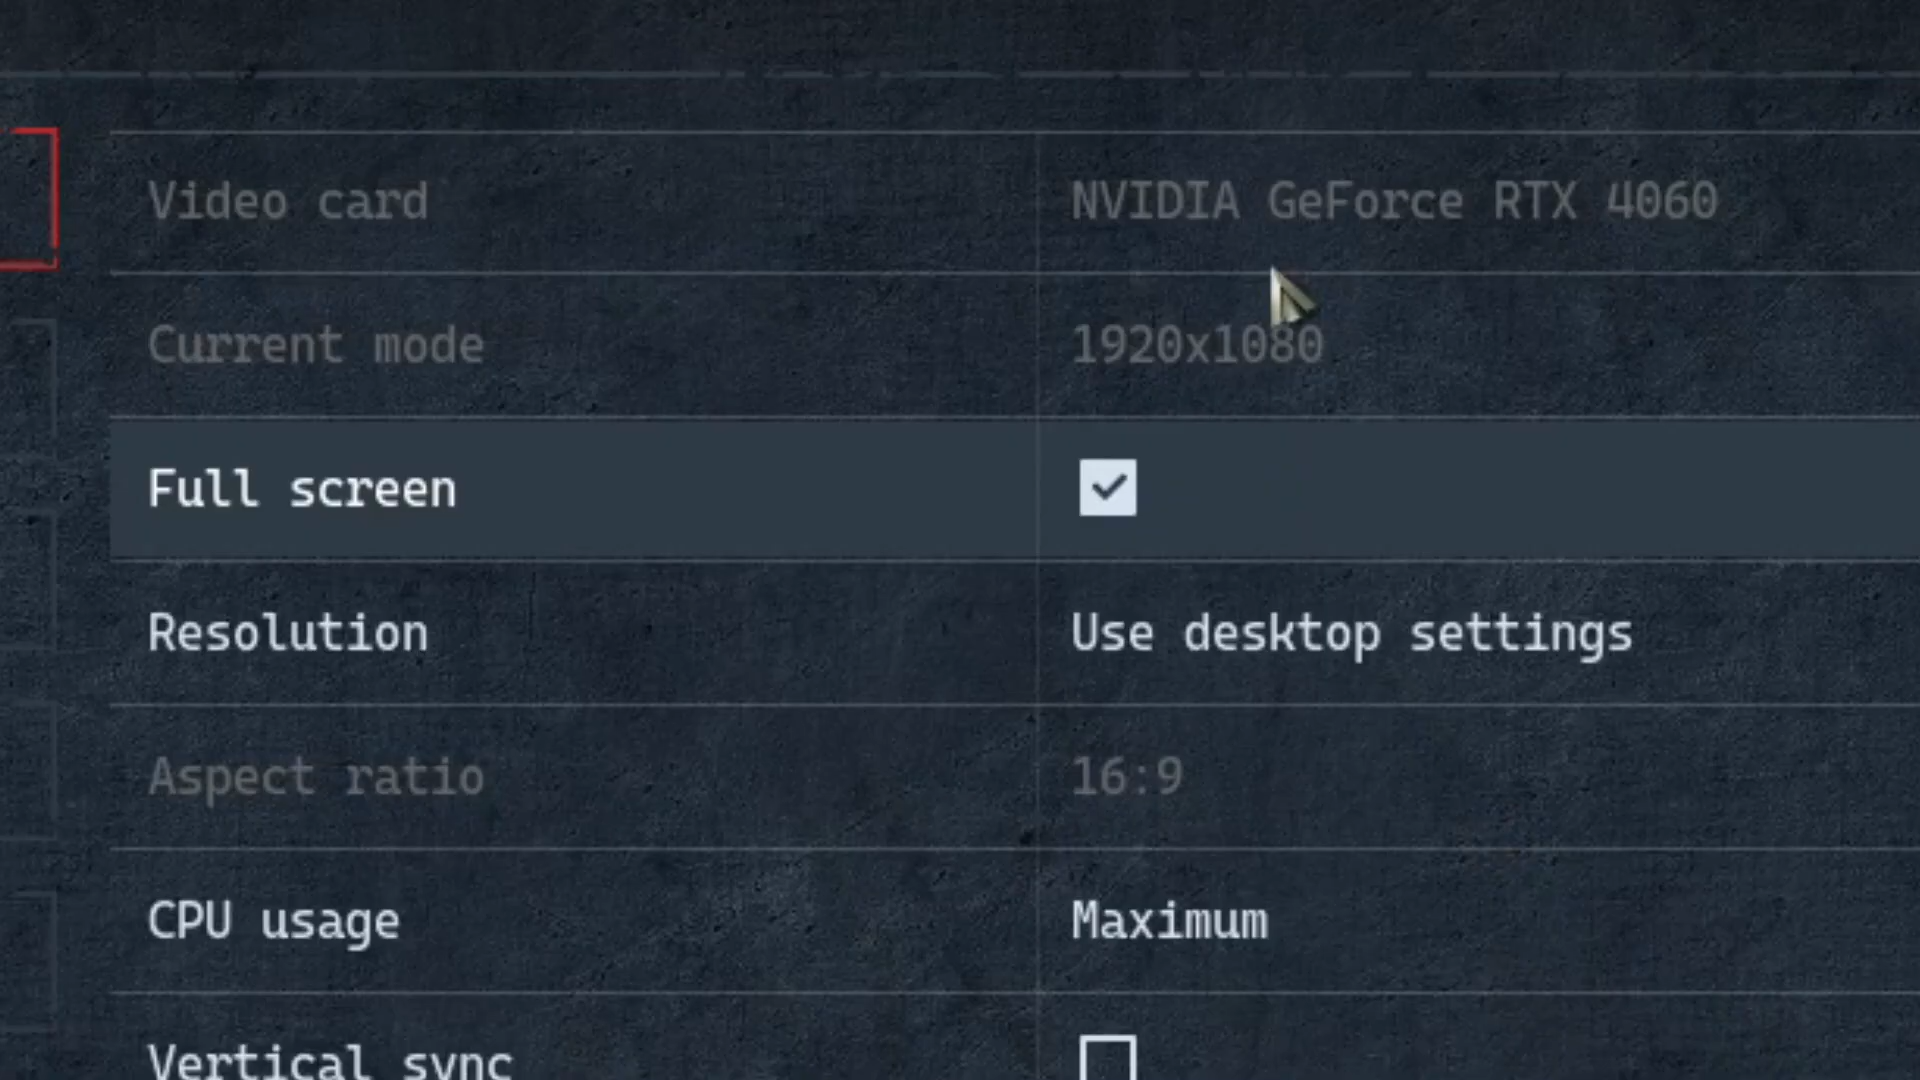 Video card NVIDIA GeForce RTX 4060
Current mode 1920x1080
Full screen
Resolution Use desktop settings
Aspect ratio 16:9
CPU usage Maximum
Vertical sync